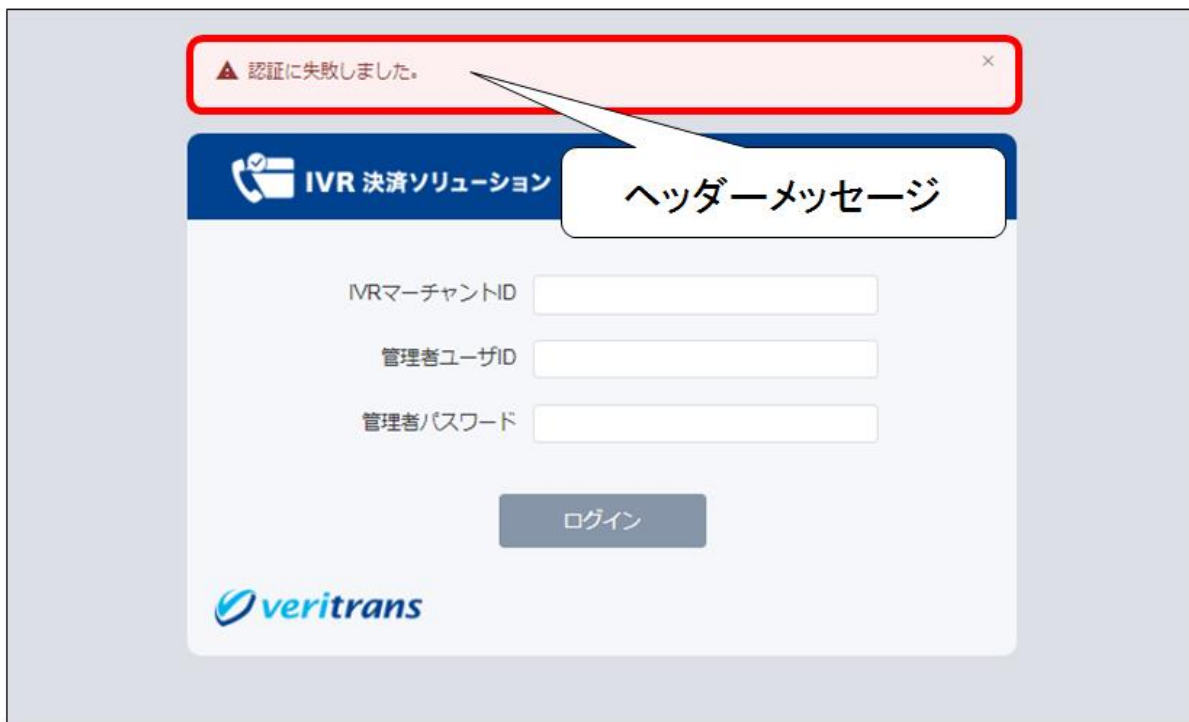 認証に失敗しました。
×
IVR 決済ソリューション
ヘッダーメッセージ
IVRマーチャントID
管理者ユーザID
管理者パスワード
ログイン
veritrans